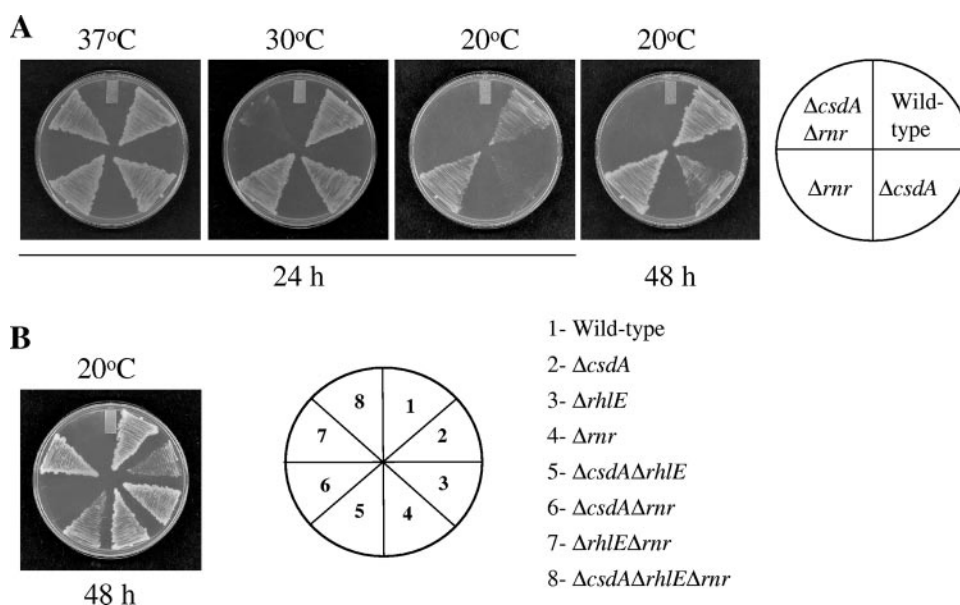 A
37°C 30°C 20°C 20°C
ΔcsdA
Δrnr
Wild-
type
Δrnr
ΔcsdA
24 h
48 h
B
20°C
48 h
8 1
7 2
6 3
5 4
1- Wild-type
2- ΔcsdA
3- ΔrhlE
4- Δrnr
5- ΔcsdAΔrhlE
6- ΔcsdAΔrnr
7- ΔrhlEΔrnr
8- ΔcsdAΔrhlEΔrnr